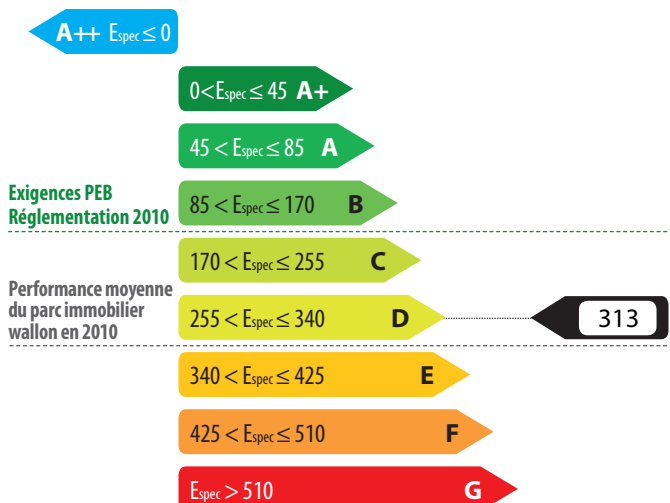 A++ Espec ≤ 0
0<Espec ≤ 45 A+
45 < Espec ≤ 85 A
Exigences PEB
Réglementation 2010
85 < Espec ≤ 170 B
170 < Espec ≤ 255 C
Performance moyenne
du parc immobilier
wallon en 2010
255 < Espec ≤ 340 D
313
340 < Espec ≤ 425 E
425 < Espec ≤ 510 F
Espec > 510 G